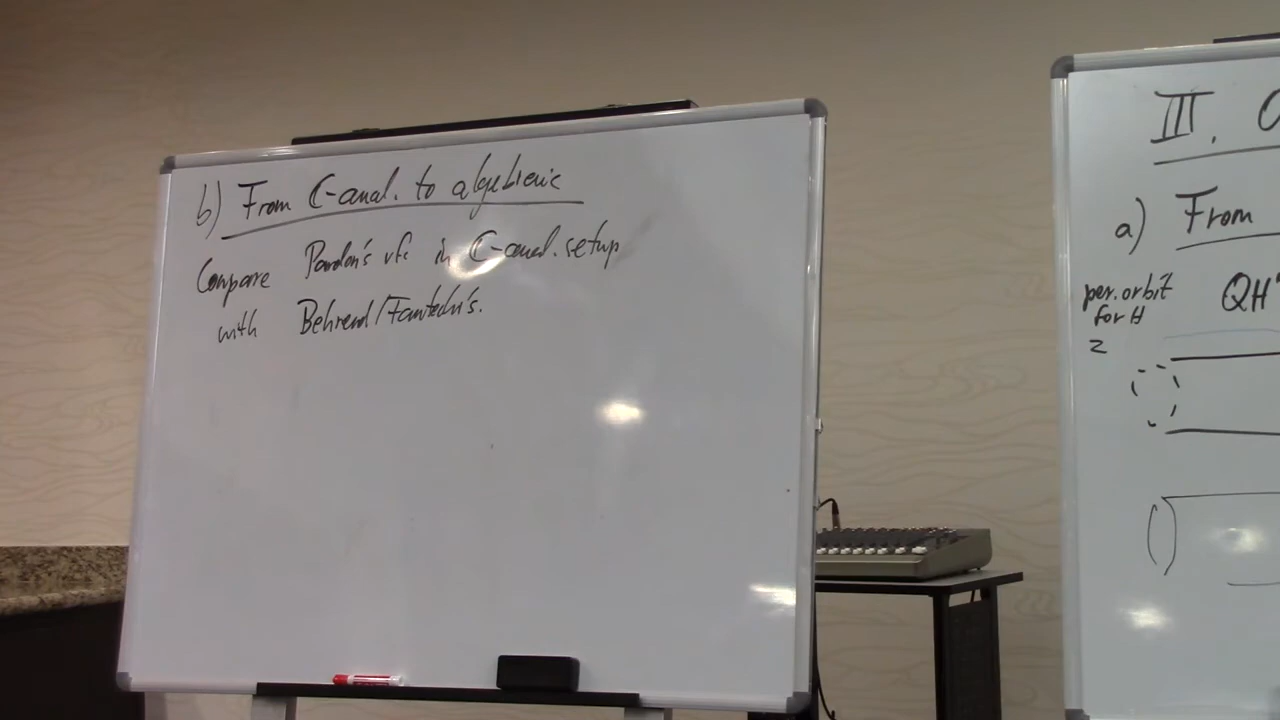 b) From ℂ-anal. to algebraic
Compare Pardon's vfc in ℂ-anal. setup
with Behrend/Fantechi's.
III.
a) From
per. orbit
for H
QH*